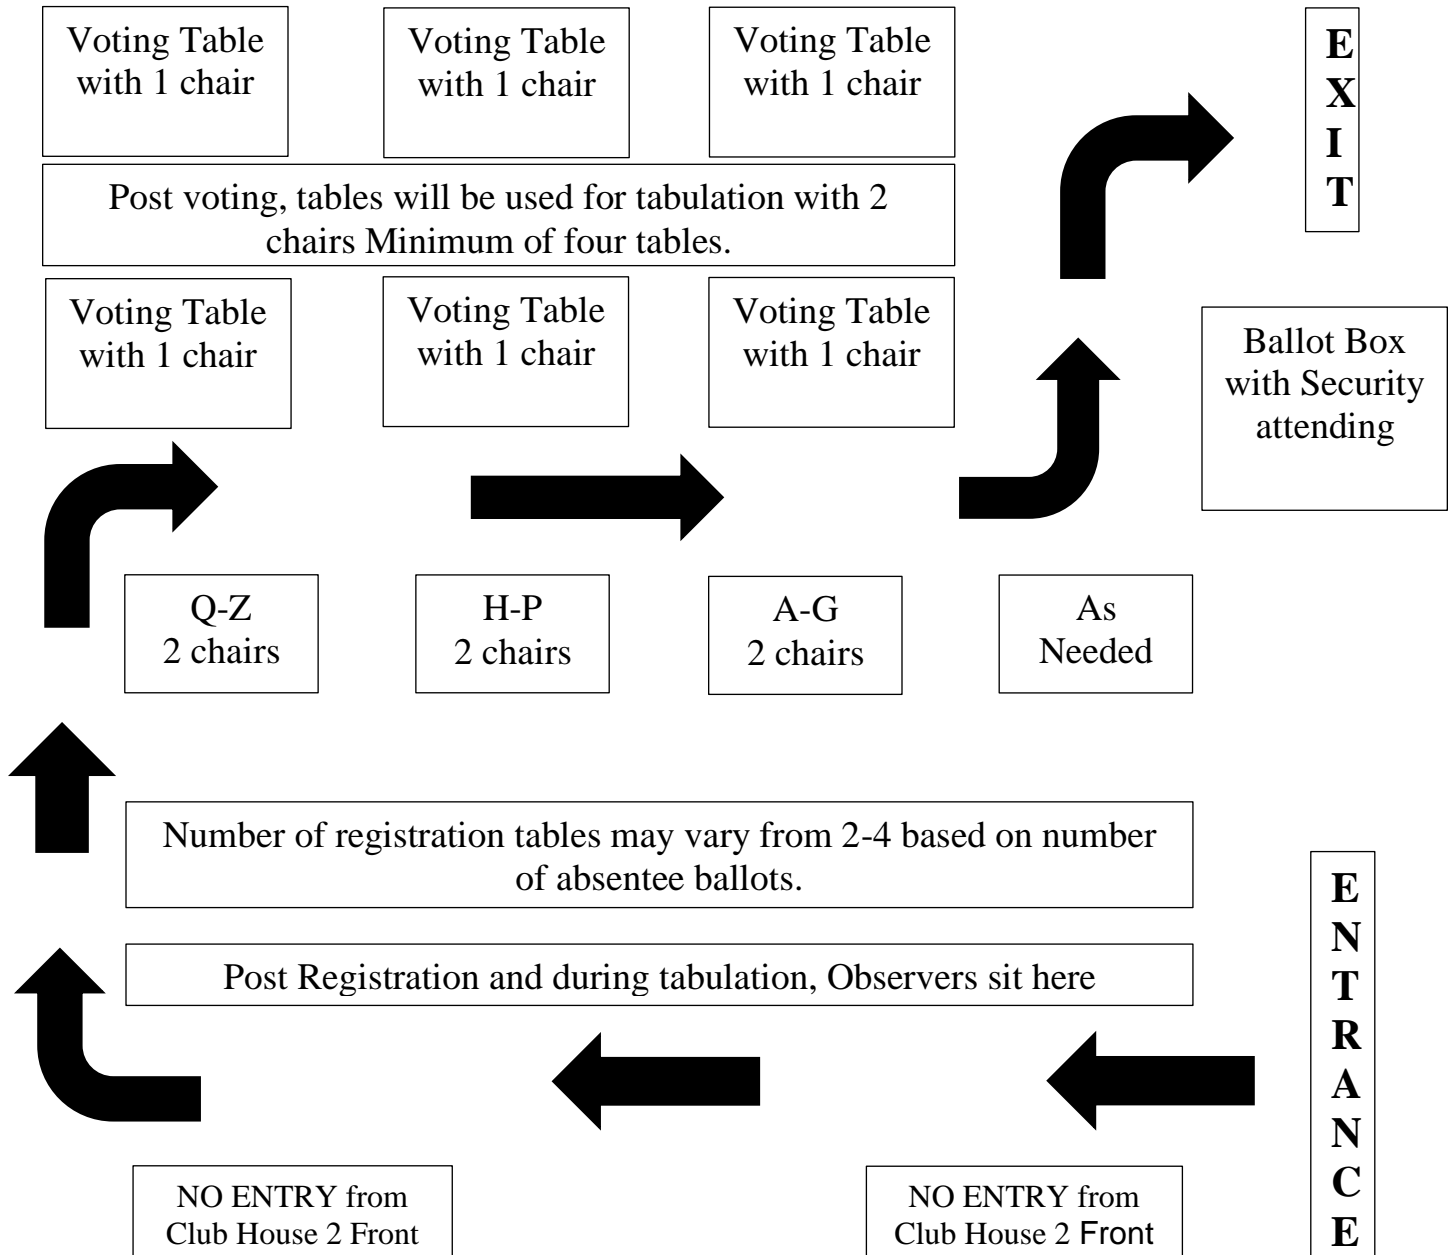 Voting Table
with 1 chair
Voting Table
with 1 chair
Voting Table
with 1 chair
EXIT
Post voting, tables will be used for tabulation with 2
chairs Minimum of four tables.
Voting Table
with 1 chair
Voting Table
with 1 chair
Voting Table
with 1 chair
Ballot Box
with Security
attending
Q-Z
2 chairs
H-P
2 chairs
A-G
2 chairs
As
Needed
Number of registration tables may vary from 2-4 based on number
of absentee ballots.
ENTRANCE
Post Registration and during tabulation, Observers sit here
NO ENTRY from
Club House 2 Front
NO ENTRY from
Club House 2 Front